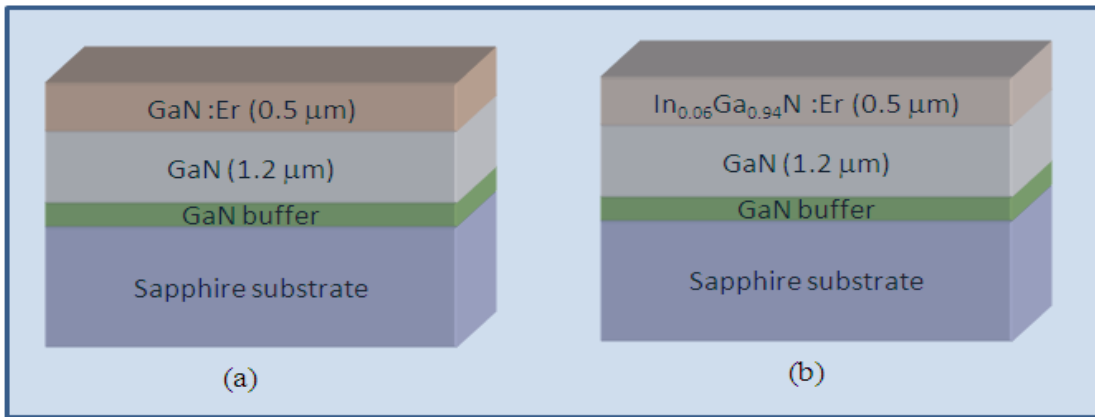 GaN :Er (0.5 μm)
GaN (1.2 μm)
GaN buffer
Sapphire substrate
(a)
In₀.₀₆Ga₀.₉₄N :Er (0.5 μm)
GaN (1.2 μm)
GaN buffer
Sapphire substrate
(b)